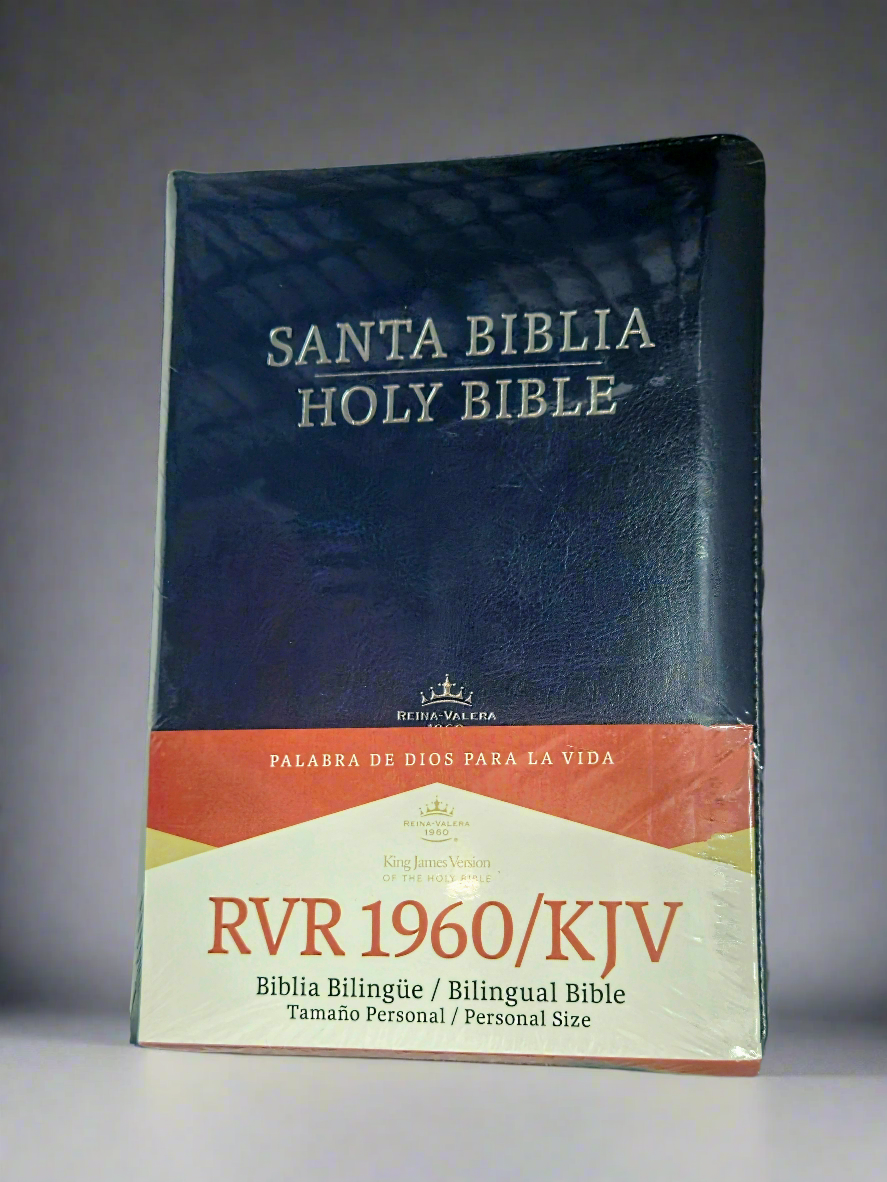 SANTA BIBLIA
HOLY BIBLE
REINA-VALERA
PALABRA DE DIOS PARA LA VIDA
REINA-VALERA
1960
King James Version
OF THE HOLY BIBLE
RVR 1960/KJV
Biblia Bilingüe / Bilingual Bible
Tamaño Personal / Personal Size